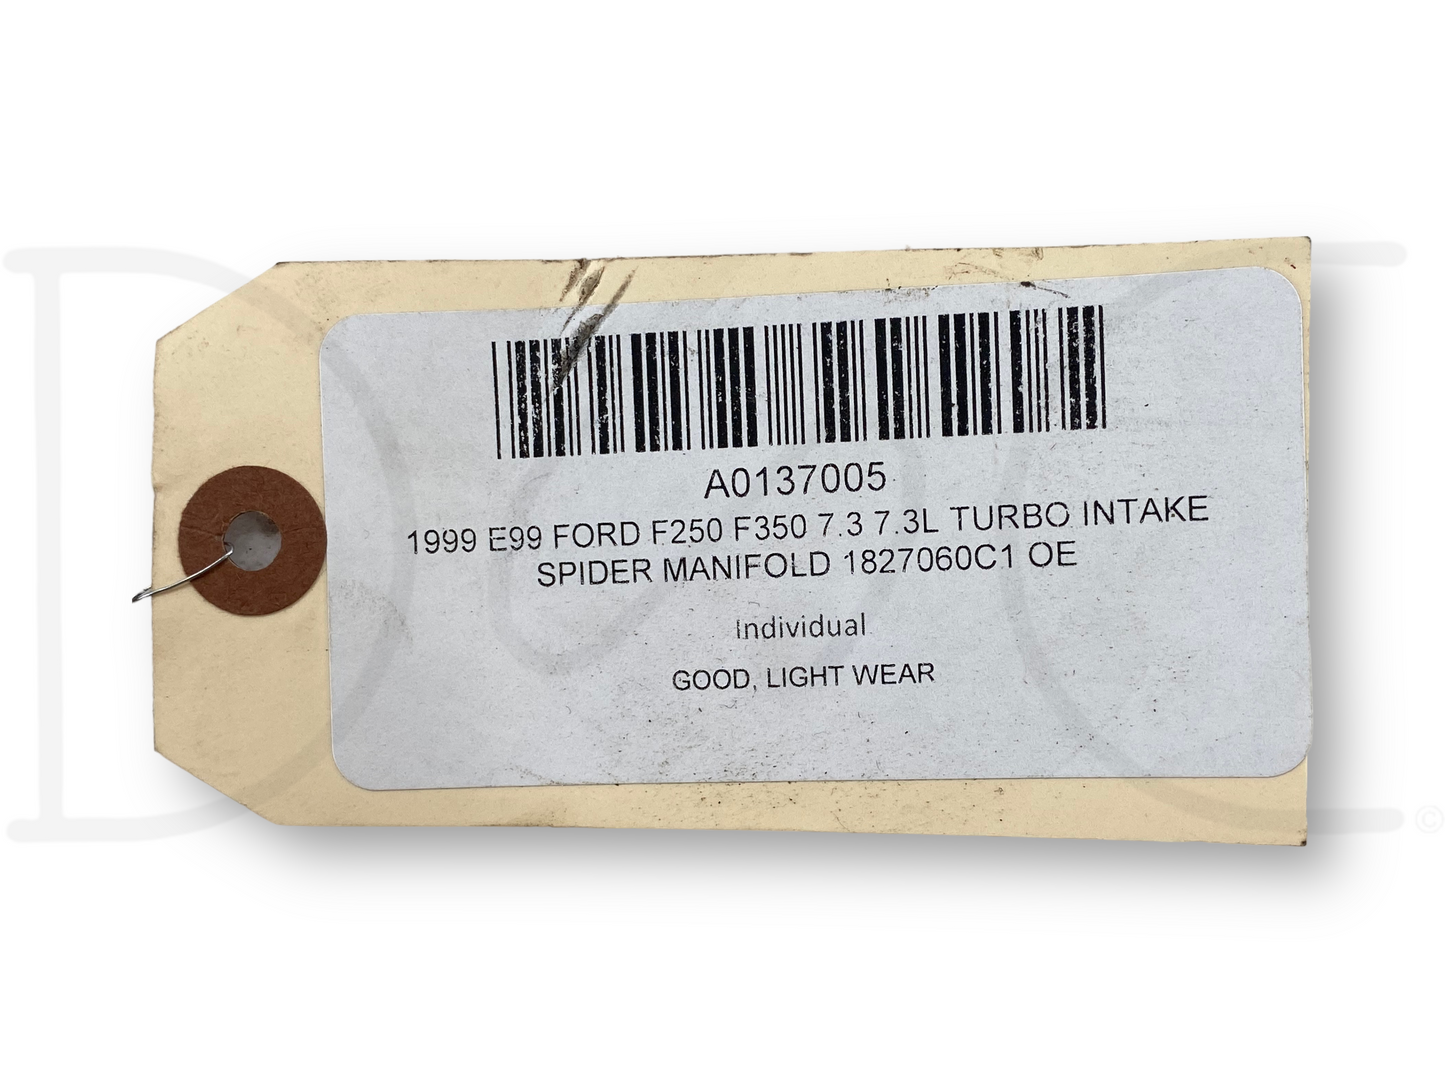 A0137005
1999 E99 FORD F250 F350 7.3 7.3L TURBO INTAKE
SPIDER MANIFOLD 1827060C1 OE
Individual
GOOD, LIGHT WEAR
©